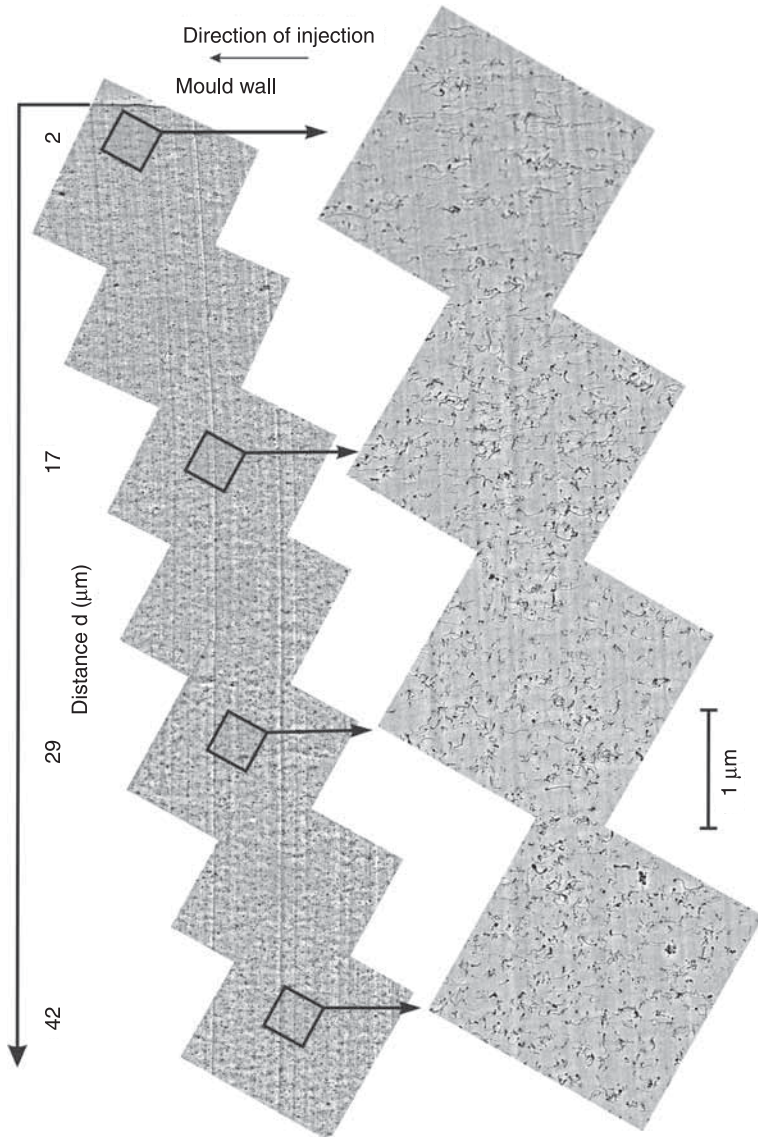 Direction of injection
Mould wall
2
17
Distance d (µm)
29
42
1 µm